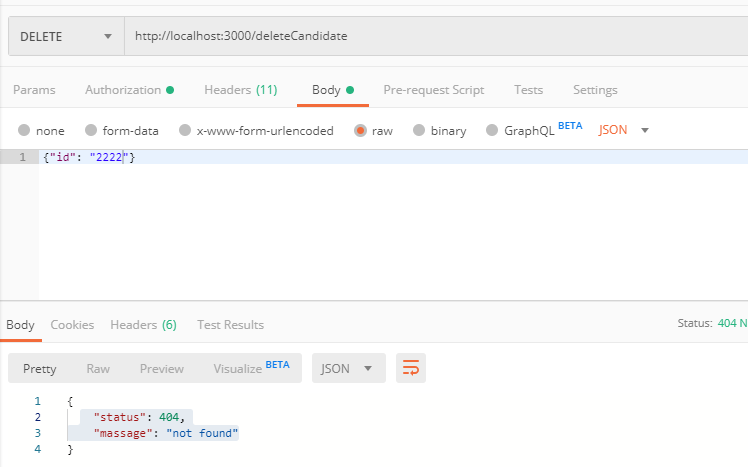 DELETE http://localhost:3000/deleteCandidate
Params Authorization Headers (11) Body Pre-request Script Tests Settings
none form-data x-www-form-urlencoded raw binary GraphQL BETA JSON
1 {"id": "2222"}
Body Cookies Headers (6) Test Results Status: 404 N
Pretty Raw Preview Visualize BETA JSON
1 {
2 "status": 404,
3 "massage": "not found"
4 }